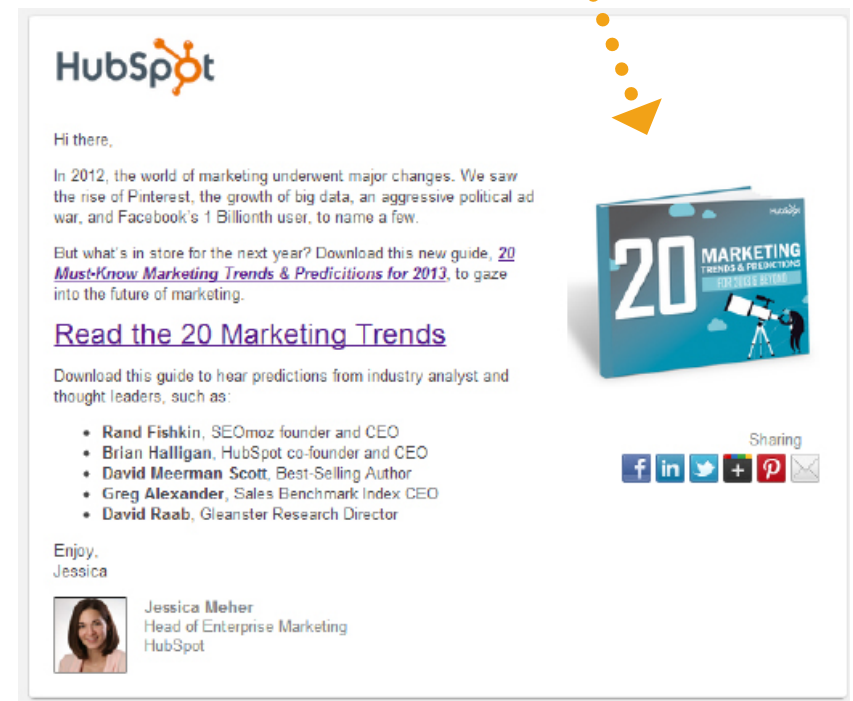 HubSpot
Hi there,
In 2012, the world of marketing underwent major changes. We saw
the rise of Pinterest, the growth of big data, an aggressive political ad
war, and Facebook's 1 Billionth user, to name a few.
But what's in store for the next year? Download this new guide, 20
Must-Know Marketing Trends & Predicitions for 2013, to gaze
into the future of marketing.
Read the 20 Marketing Trends
Download this guide to hear predictions from industry analyst and
thought leaders, such as:
• Rand Fishkin, SEOmoz founder and CEO
• Brian Halligan, HubSpot co-founder and CEO
• David Meerman Scott, Best-Selling Author
• Greg Alexander, Sales Benchmark Index CEO
• David Raab, Gleanster Research Director
Enjoy,
Jessica
Jessica Meher
Head of Enterprise Marketing
HubSpot
HubSpot
20 MARKETING
TRENDS & PREDICTIONS
FOR 2013 & BEYOND
Sharing